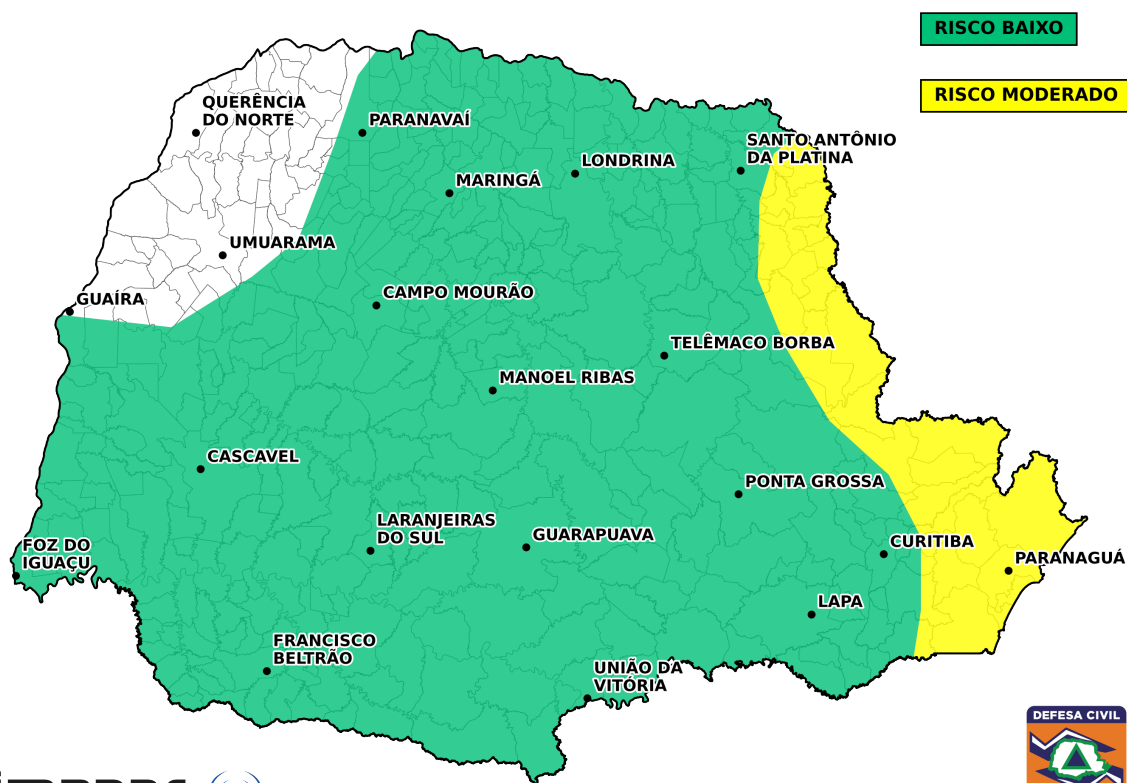 RISCO BAIXO
RISCO MODERADO
QUERÊNCIA
DO NORTE
PARANAVAÍ
SANTO ANTÔNIO
DA PLATINA
LONDRINA
MARINGÁ
UMUARAMA
GUAÍRA
CAMPO MOURÃO
TELÊMACO BORBA
MANOEL RIBAS
CASCAVEL
PONTA GROSSA
LARANJEIRAS
DO SUL
GUARAPUAVA
CURITIBA
FOZ DO
IGUAÇU
PARANAGUÁ
LAPA
FRANCISCO
BELTRÃO
UNIÃO DA
VITÓRIA
DEFESA CIVIL